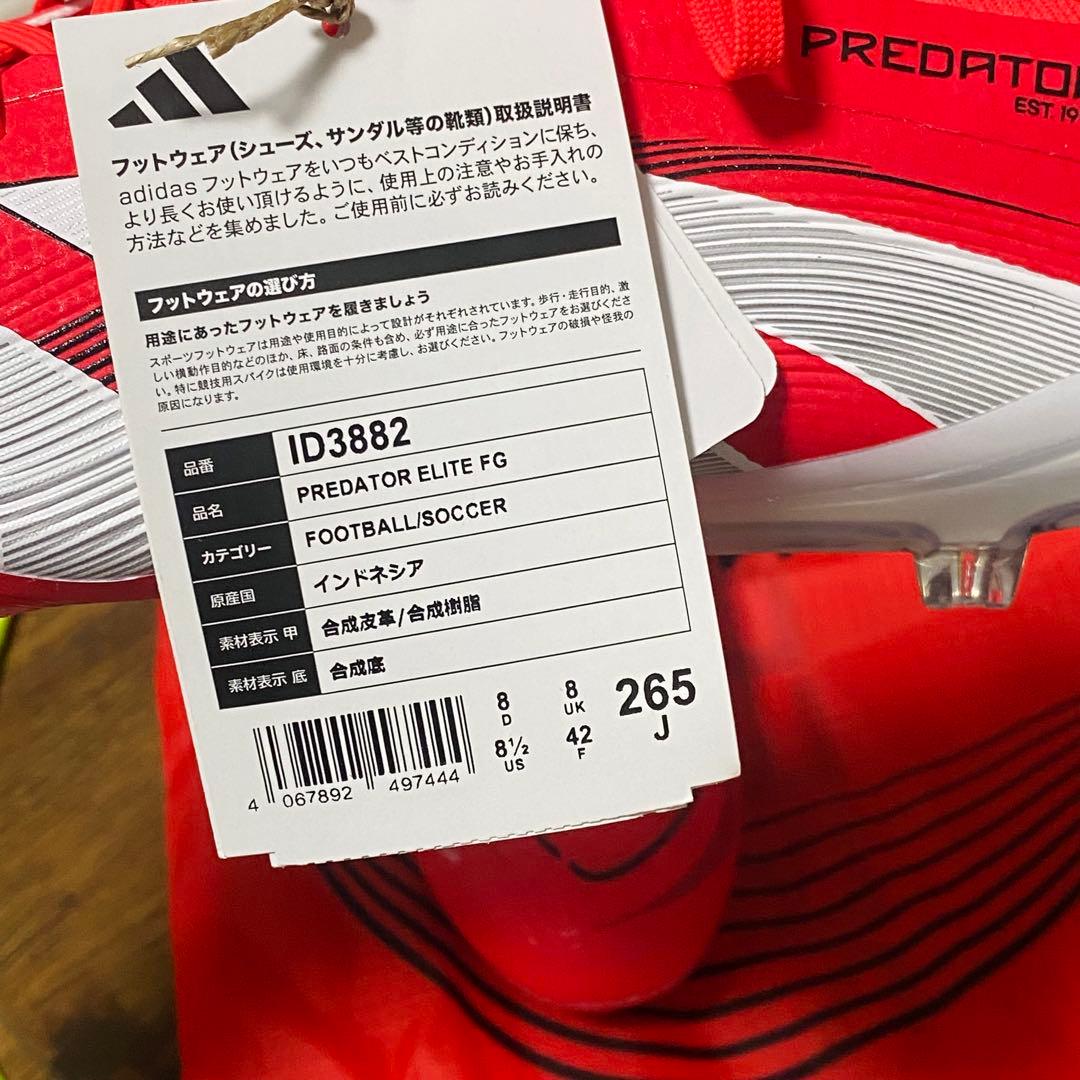 PREDATO
EST. 19
フットウェア(シューズ、サンダル等の靴類)取扱説明書
adidas フットウェアをいつもベストコンディションに保ち、
より長くお使い頂けるように、使用上の注意やお手入れの
方法などを集めました。ご使用前に必ずお読みください。
フットウェアの選び方
用途にあったフットウェアを履きましょう
スポーツフットウェアは用途や使用目的によって設計がそれぞれされています。歩行・走行目的、激
しい横動作目的などのほか、床、路面の条件も含め、必ず用途に合ったフットウェアをお選びくださ
い。特に競技用スパイクは使用環境を十分に考慮し、お選びください。フットウェアの破損や怪我の
原因になります。
品番 ID3882
品名 PREDATOR ELITE FG
カテゴリー FOOTBALL/SOCCER
原産国 インドネシア
素材表示 甲 合成皮革/合成樹脂
素材表示 底 合成底
8 8 265
D UK J
8½ 42
US F
4 067892 497444